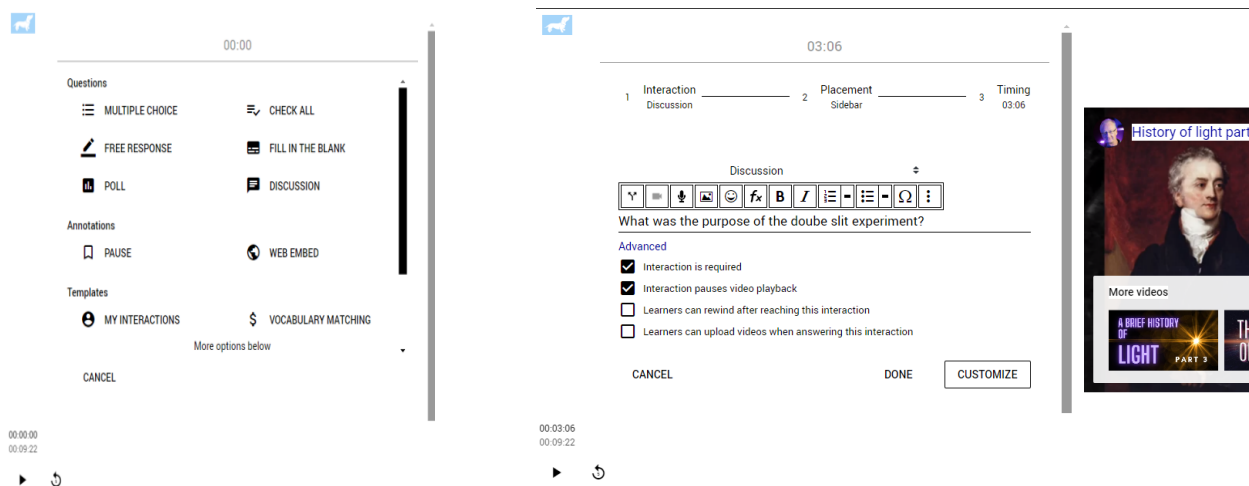 00:00
Questions
MULTIPLE CHOICE
CHECK ALL
FREE RESPONSE
FILL IN THE BLANK
POLL
DISCUSSION
Annotations
PAUSE
WEB EMBED
Templates
MY INTERACTIONS
$ VOCABULARY MATCHING
More options below
CANCEL
00:00:00
00:09:22
03:06
1 Interaction
Discussion
2 Placement
Sidebar
3 Timing
03:06
Discussion
fx B I Ω
What was the purpose of the doube slit experiment?
Advanced
Interaction is required
Interaction pauses video playback
Learners can rewind after reaching this interaction
Learners can upload videos when answering this interaction
CANCEL DONE CUSTOMIZE
00:03:06
00:09:22
History of light part
More videos
A BRIEF HISTORY
OF
LIGHT PART 3